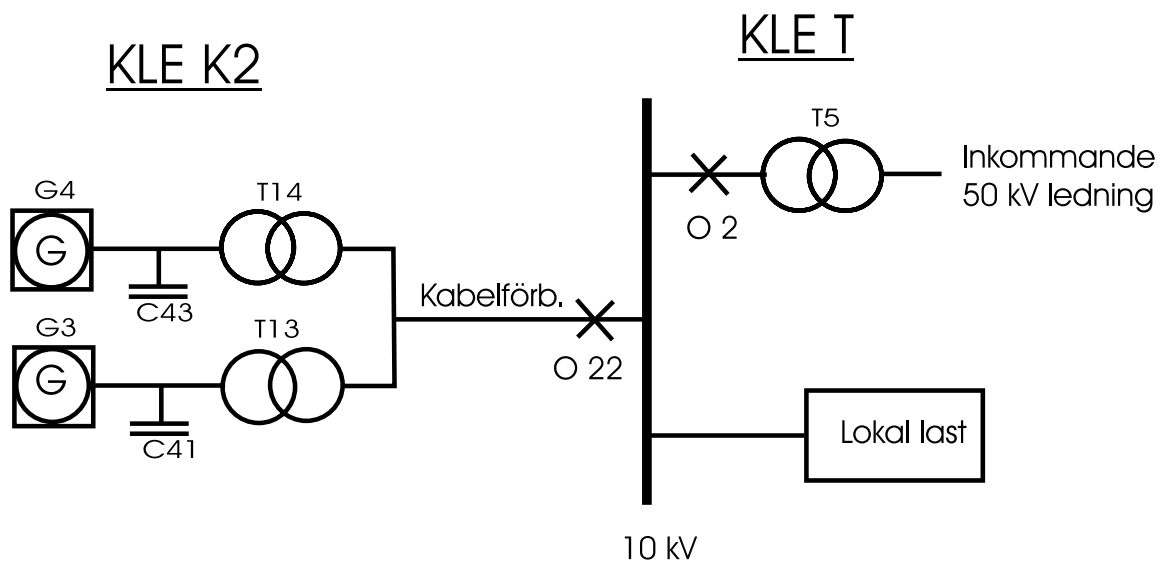 KLE K2
KLE T
T5
Inkommande
50 kV ledning
O 2
G4
G
T14
C43
Kabelförb.
G3
G
T13
C41
O 22
Lokal last
10 kV